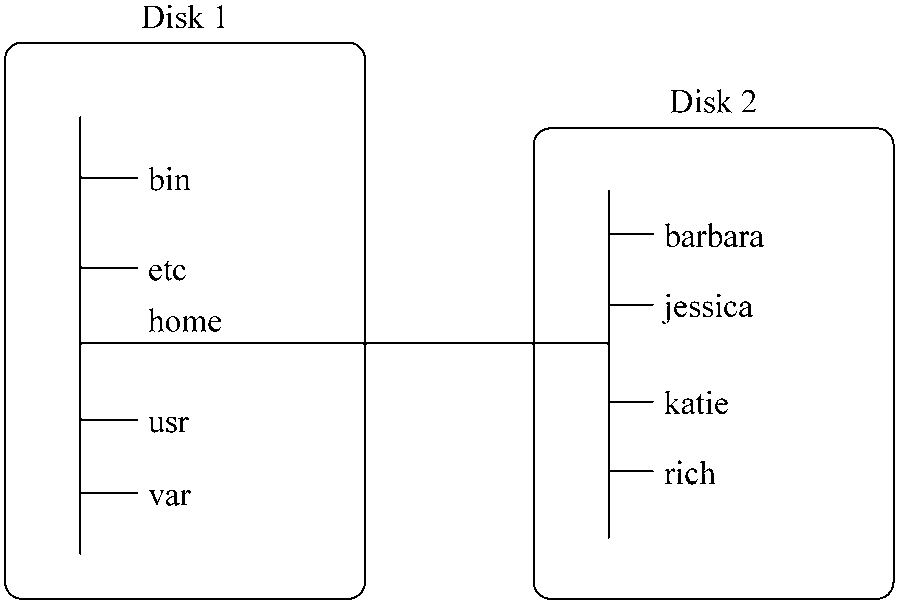 Disk 1
bin
etc
home
usr
var
Disk 2
barbara
jessica
katie
rich